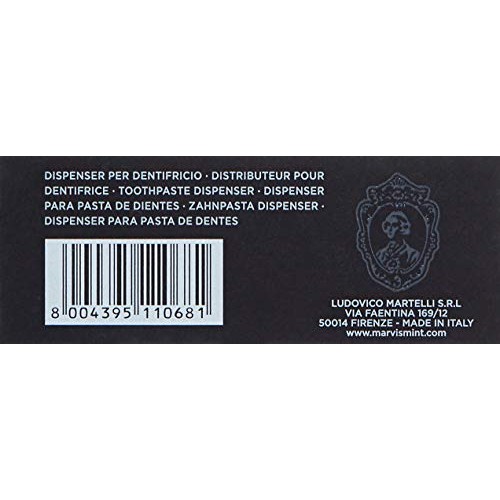 DISPENSER PER DENTIFRICIO · DISTRIBUTEUR POUR
DENTIFRICE · TOOTHPASTE DISPENSER · DISPENSER
PARA PASTA DE DIENTES · ZAHNPASTA DISPENSER ·
DISPENSER PARA PASTA DE DENTES
8 004395 110681
LUDOVICO MARTELLI S.R.L
VIA FAENTINA 169/12
50014 FIRENZE - MADE IN ITALY
www.marvismint.com